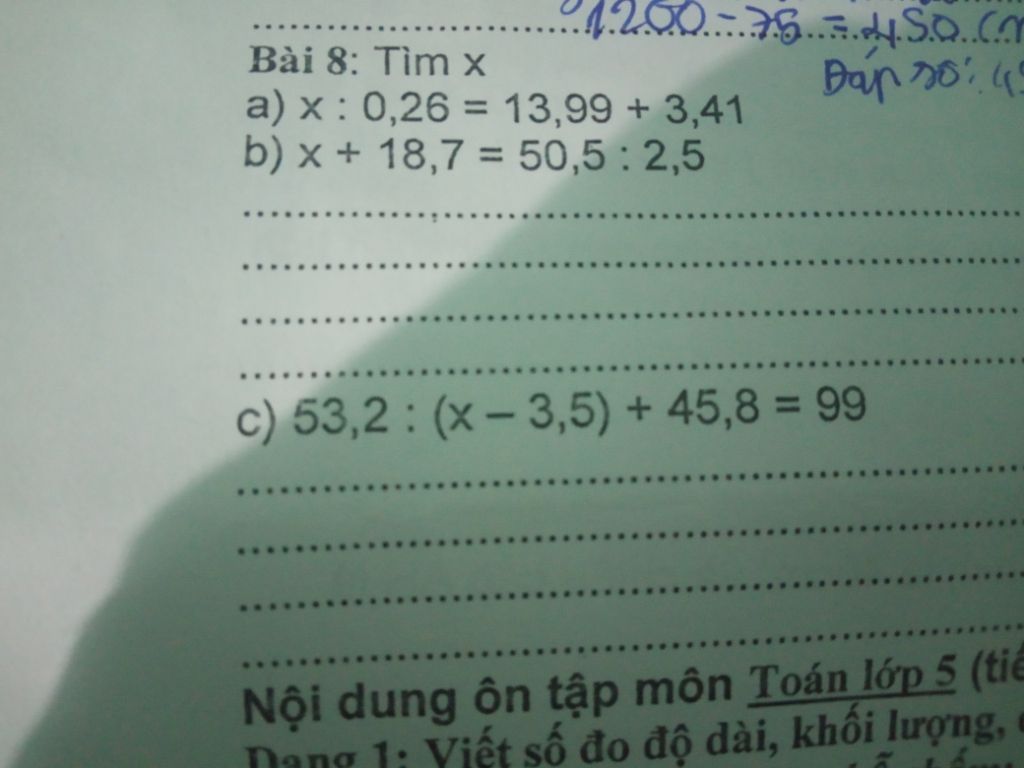 1200 - 75 = 450
Đáp số:
Bài 8: Tìm x
a) x : 0,26 = 13,99 + 3,41
b) x + 18,7 = 50,5 : 2,5
c) 53,2 : (x – 3,5) + 45,8 = 99
Nội dung ôn tập môn Toán lớp 5
Dạng 1: Viết số đo độ dài, khối lượng,